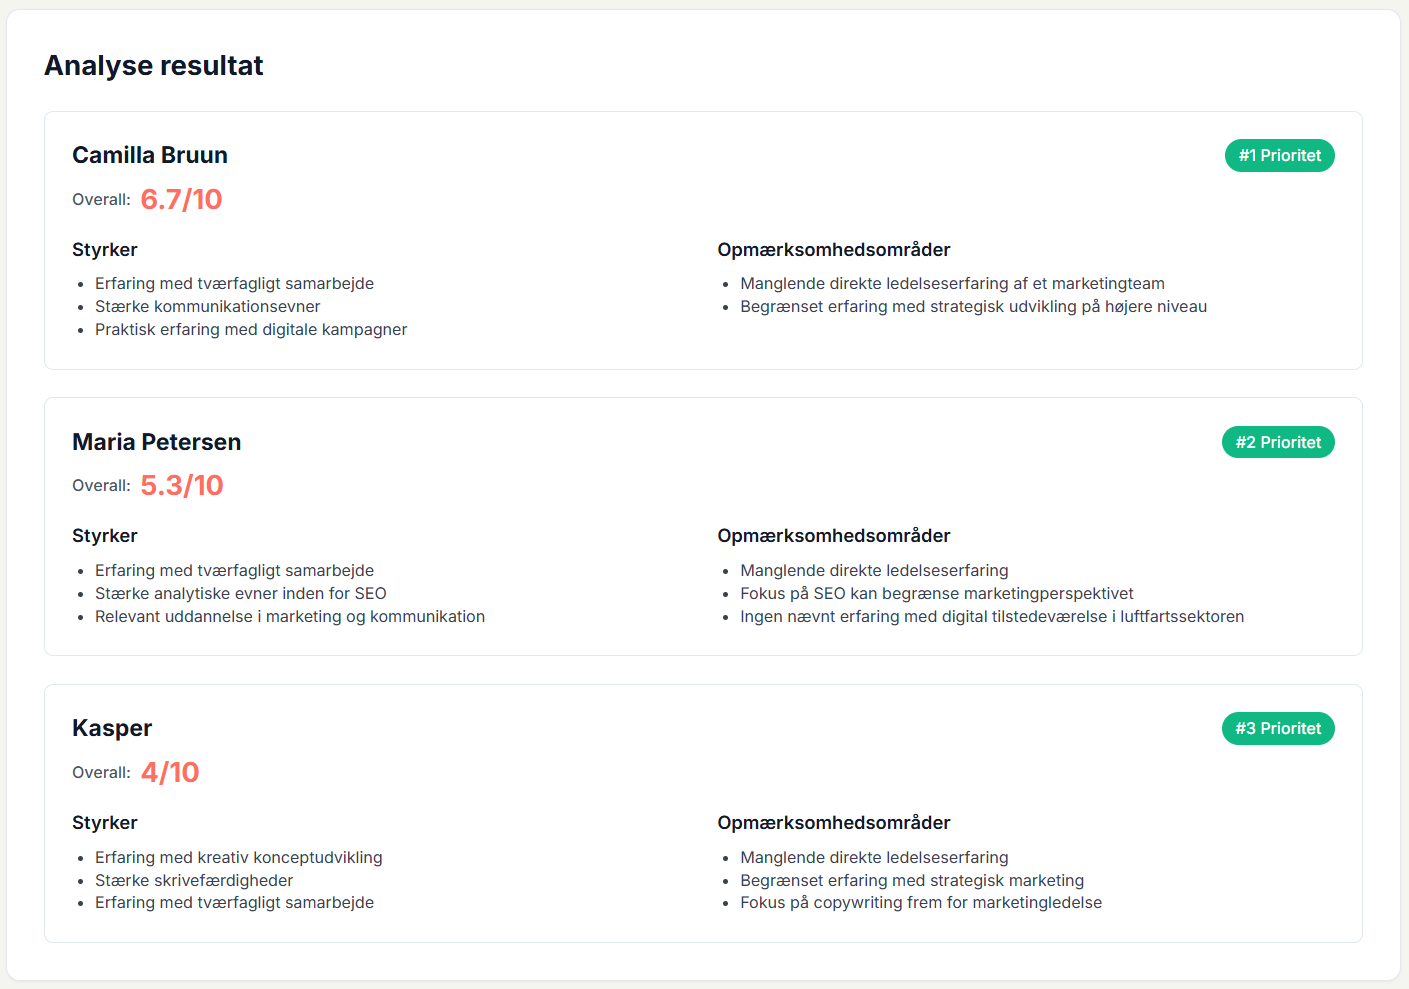 Analyse resultat
Camilla Bruun
#1 Prioritet
Overall: 6.7/10
Styrker
Erfaring med tværfagligt samarbejde
Stærke kommunikationsevner
Praktisk erfaring med digitale kampagner
Opmærksomhedsområder
Manglende direkte ledelseserfaring af et marketingteam
Begrænset erfaring med strategisk udvikling på højere niveau
Maria Petersen
#2 Prioritet
Overall: 5.3/10
Styrker
Erfaring med tværfagligt samarbejde
Stærke analytiske evner inden for SEO
Relevant uddannelse i marketing og kommunikation
Opmærksomhedsområder
Manglende direkte ledelseserfaring
Fokus på SEO kan begrænse marketingperspektivet
Ingen nævnt erfaring med digital tilstedeværelse i luftfartssektoren
Kasper
#3 Prioritet
Overall: 4/10
Styrker
Erfaring med kreativ konceptudvikling
Stærke skrivefærdigheder
Erfaring med tværfagligt samarbejde
Opmærksomhedsområder
Manglende direkte ledelseserfaring
Begrænset erfaring med strategisk marketing
Fokus på copywriting frem for marketingledelse